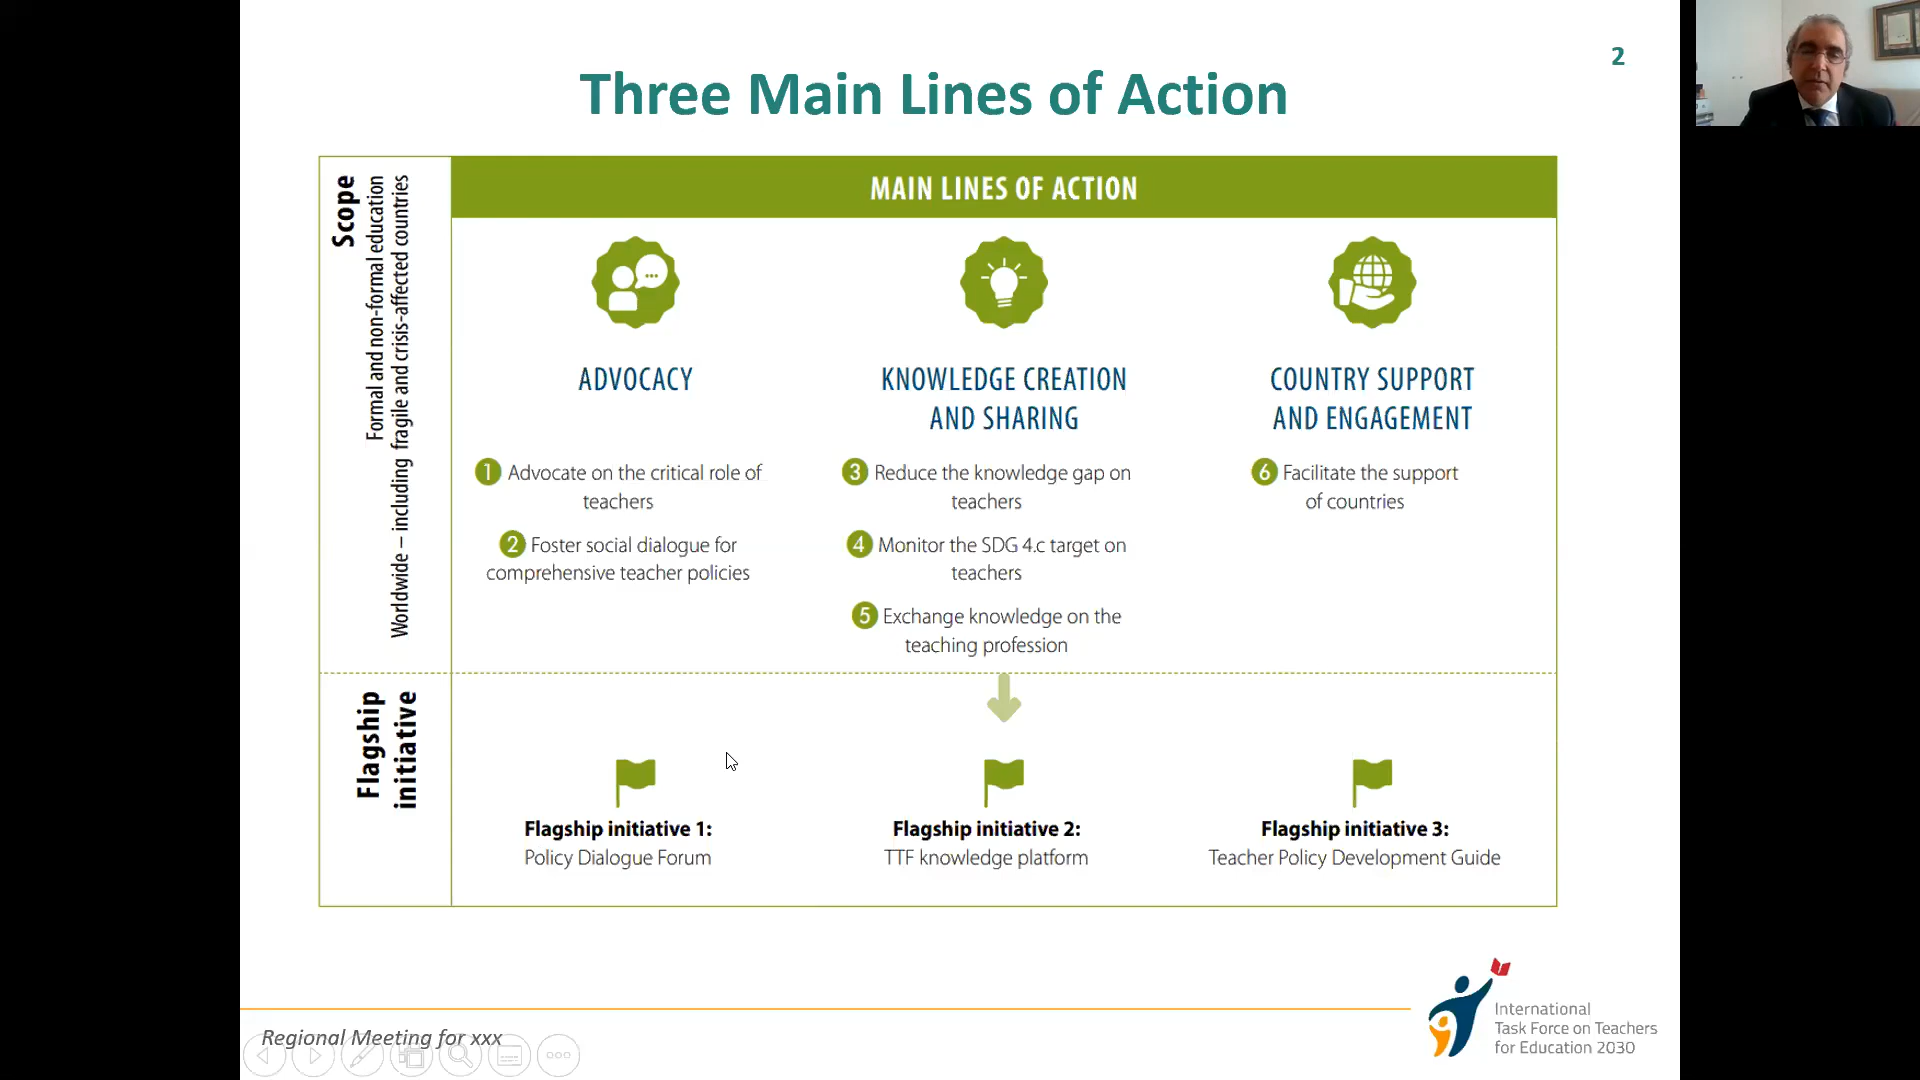 2
Three Main Lines of Action
Scope
Formal and non-formal education
Worldwide – including fragile and crisis-affected countries
MAIN LINES OF ACTION
ADVOCACY
1 Advocate on the critical role of
teachers
2 Foster social dialogue for
comprehensive teacher policies
KNOWLEDGE CREATION
AND SHARING
3 Reduce the knowledge gap on
teachers
4 Monitor the SDG 4.c target on
teachers
5 Exchange knowledge on the
teaching profession
COUNTRY SUPPORT
AND ENGAGEMENT
6 Facilitate the support
of countries
Flagship
initiative
Flagship initiative 1:
Policy Dialogue Forum
Flagship initiative 2:
TTF knowledge platform
Flagship initiative 3:
Teacher Policy Development Guide
Regional Meeting for xxx
International
Task Force on Teachers
for Education 2030